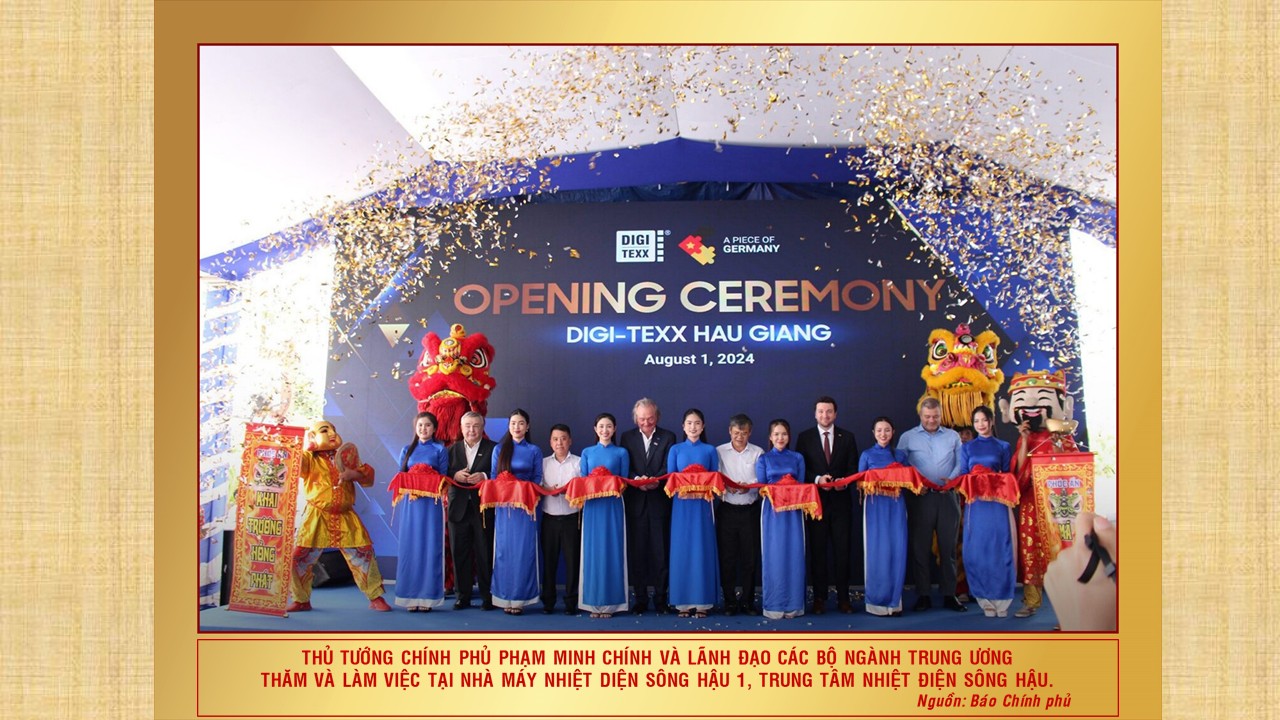 DIGI
TEXX
®
A PIECE OF
GERMANY
OPENING CEREMONY
DIGI-TEXX HAU GIANG
August 1, 2024
KHAI
TRƯƠNG
HỒNG
PHÁT
THỦ TƯỚNG CHÍNH PHỦ PHẠM MINH CHÍNH VÀ LÃNH ĐẠO CÁC BỘ NGÀNH TRUNG ƯƠNG
THĂM VÀ LÀM VIỆC TẠI NHÀ MÁY NHIỆT DIỆN SÔNG HẬU 1, TRUNG TÂM NHIỆT ĐIỆN SÔNG HẬU.
Nguồn: Báo Chính phủ